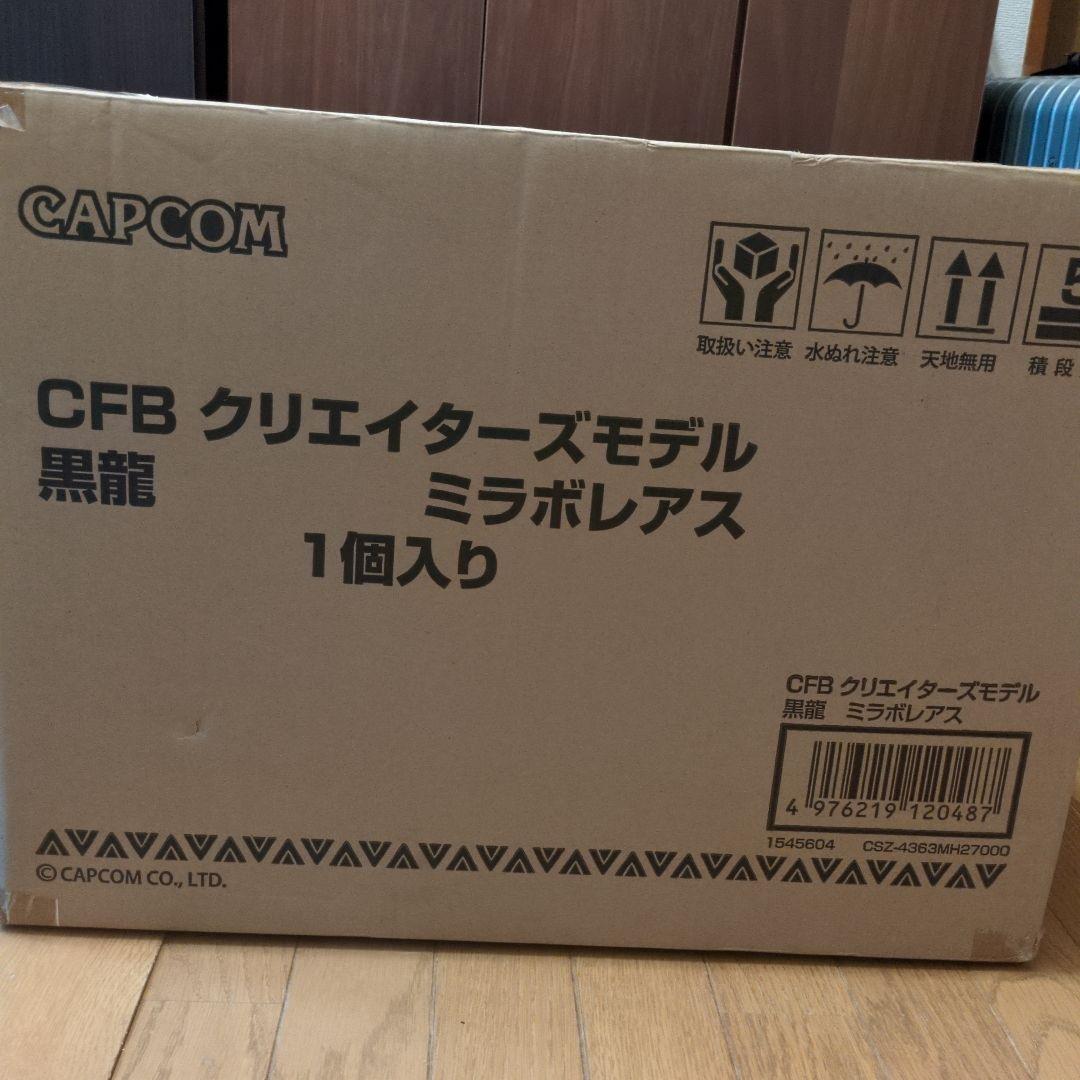 CAPCOM
5
取扱い注意 水ぬれ注意 天地無用 積段
CFB クリエイターズモデル
黒龍 ミラボレアス
1個入り
CFB クリエイターズモデル
黒龍 ミラボレアス
4 976219 120487
1545604 CSZ-4363MH27000
© CAPCOM CO., LTD.